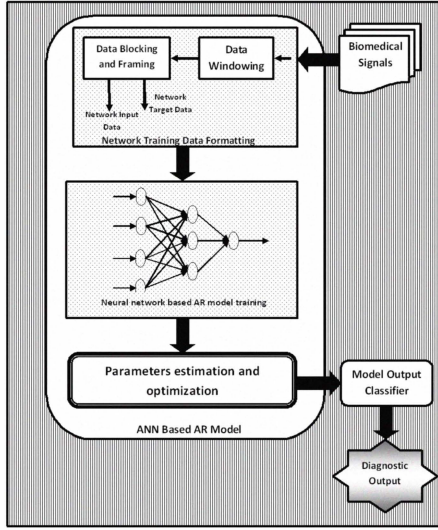 Data Blocking
and Framing
Data
Windowing
Biomedical
Signals
Network
Target Data
Network Input
Data
Network Training Data Formatting
Neural network based AR model training
Parameters estimation and
optimization
Model Output
Classifier
ANN Based AR Model
Diagnostic
Output